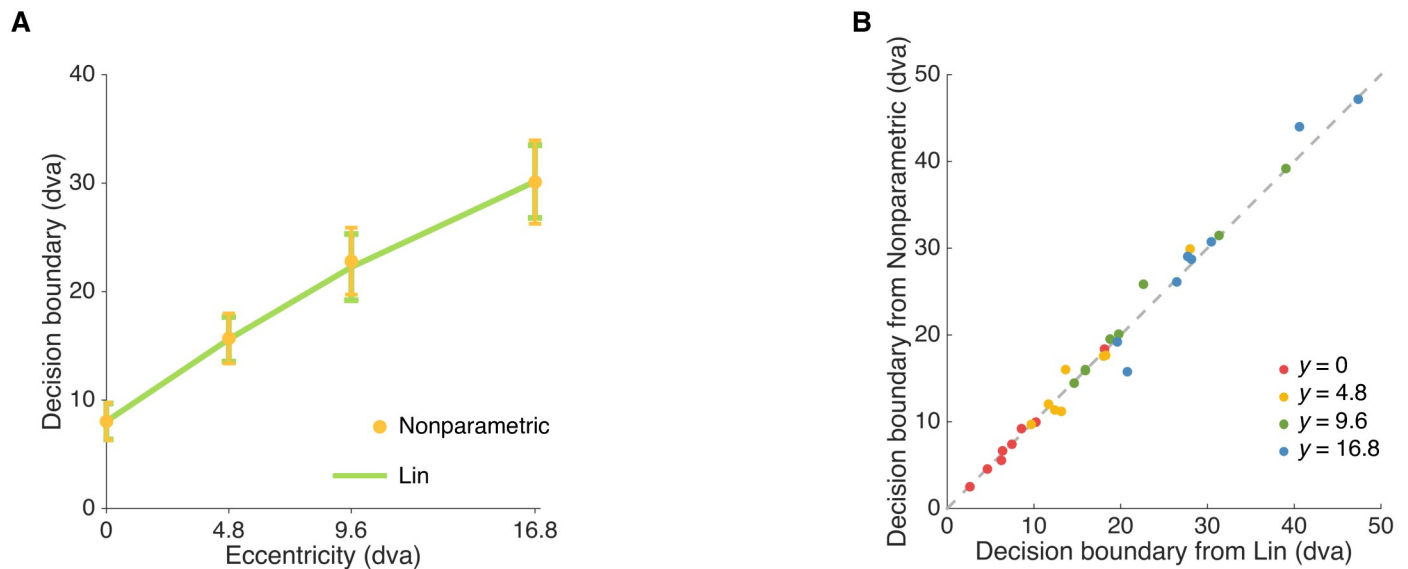 A
Decision boundary (dva)
40
30
20
10
0
0 4.8 9.6 16.8
Eccentricity (dva)
Nonparametric
Lin
B
Decision boundary from Nonparametric (dva)
50
40
30
20
10
0
0 10 20 30 40 50
Decision boundary from Lin (dva)
y = 0
y = 4.8
y = 9.6
y = 16.8